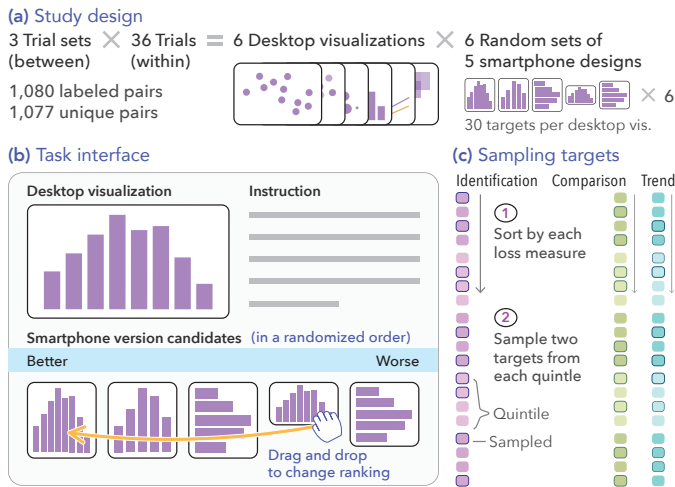 (a) Study design
3 Trial sets × 36 Trials = 6 Desktop visualizations × 6 Random sets of
(between) (within) 5 smartphone designs
1,080 labeled pairs
1,077 unique pairs
× 6
30 targets per desktop vis.
(b) Task interface
Desktop visualization
Instruction
Smartphone version candidates (in a randomized order)
Better Worse
Drag and drop
to change ranking
(c) Sampling targets
Identification Comparison Trend
1
Sort by each
loss measure
2
Sample two
targets from
each quintle
Quintile
Sampled